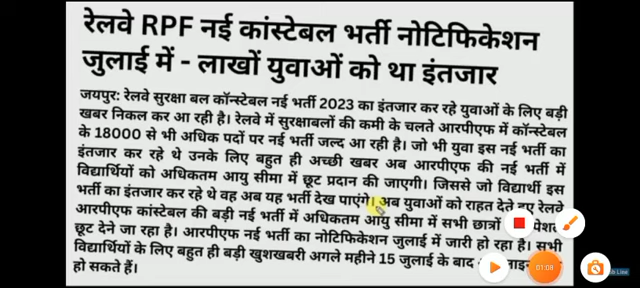 रेलवे RPF नई कांस्टेबल भर्ती नोटिफिकेशन
जुलाई में - लाखों युवाओं को था इंतजार
जयपुर: रेलवे सुरक्षा बल कॉन्स्टेबल नई भर्ती 2023 का इंतजार कर रहे युवाओं के लिए बड़ी
खबर निकल कर आ रही है। रेलवे में सुरक्षाबलों की कमी के चलते आरपीएफ में कॉन्स्टेबल
के 18000 से भी अधिक पदों पर नई भर्ती जल्द आ रही है। जो भी युवा इस नई भर्ती का
इंतजार कर रहे थे उनके लिए बहुत ही अच्छी खबर अब आरपीएफ की नई भर्ती में
विद्यार्थियों को अधिकतम आयु सीमा में छूट प्रदान की जाएगी। जिससे जो विद्यार्थी इस
भर्ती का इंतजार कर रहे थे वह अब यह भर्ती देख पाएंगे। अब युवाओं को राहत देते हुए रेलवे
आरपीएफ कांस्टेबल की बड़ी नई भर्ती में अधिकतम आयु सीमा में सभी छात्रों
छूट देने जा रहा है। आरपीएफ नई भर्ती का नोटिफिकेशन जुलाई में जारी हो रहा है। सभी
विद्यार्थियों के लिए बहुत ही बड़ी खुशखबरी अगले महीने 15 जुलाई के बाद
हो सकते हैं।
01:08